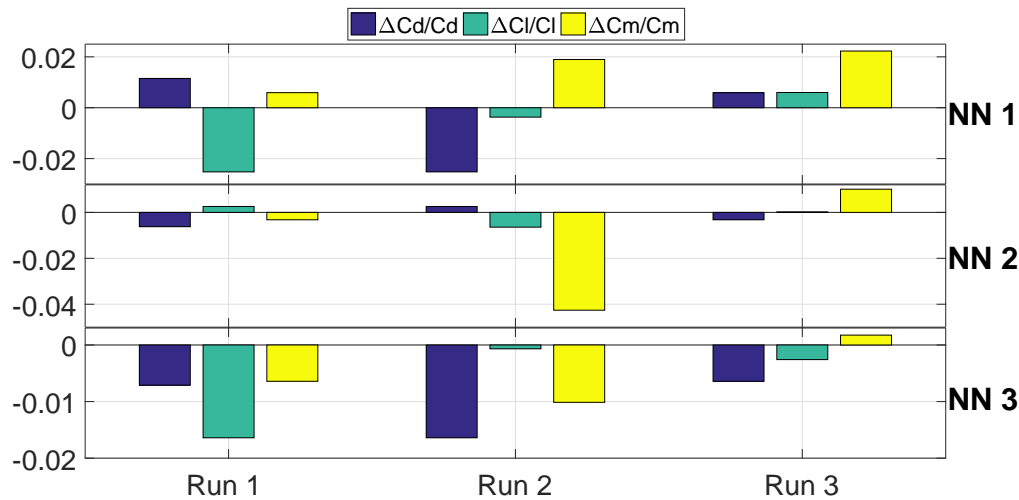 ΔCd/Cd ΔCl/Cl ΔCm/Cm
0.02
0
-0.02
NN 1
0
-0.02
-0.04
NN 2
0
-0.01
-0.02
NN 3
Run 1 Run 2 Run 3